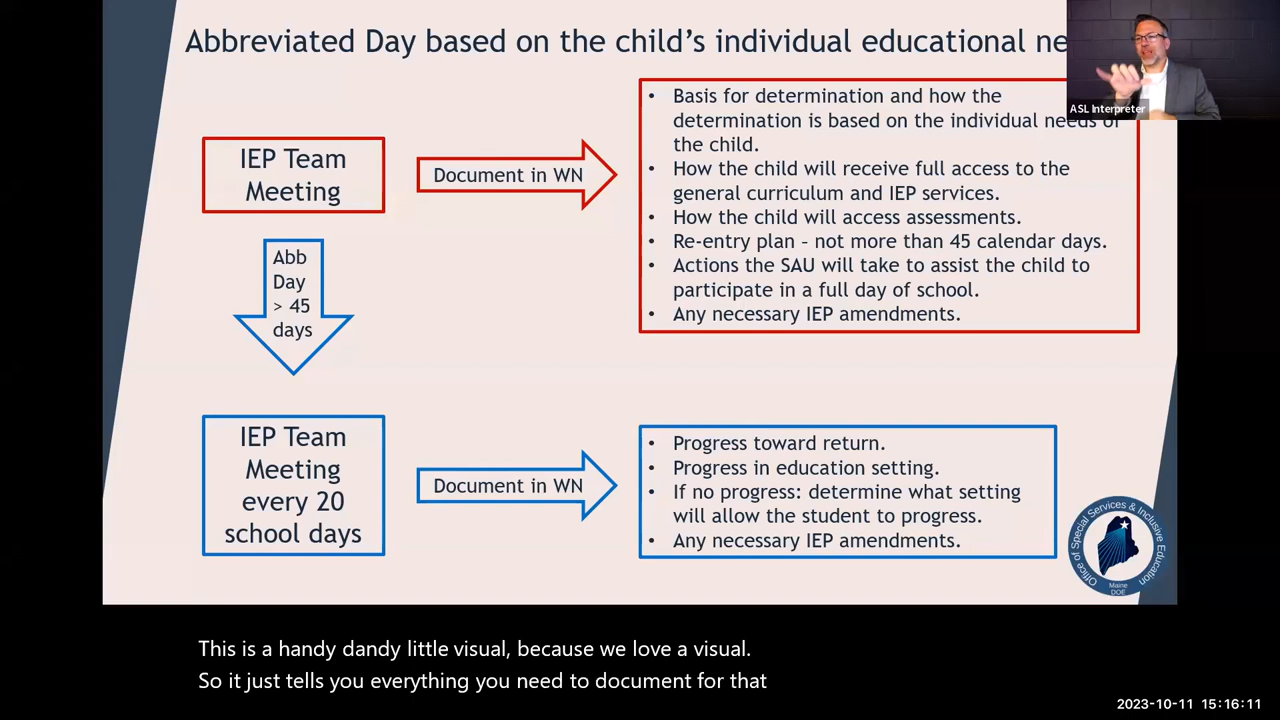 Abbreviated Day based on the child's individual educational ne
ASL Interpreter
IEP Team
Meeting
Document in WN
• Basis for determination and how the
determination is based on the individual needs of
the child.
• How the child will receive full access to the
general curriculum and IEP services.
• How the child will access assessments.
• Re-entry plan – not more than 45 calendar days.
• Actions the SAU will take to assist the child to
participate in a full day of school.
• Any necessary IEP amendments.
Abb
Day
> 45
days
IEP Team
Meeting
every 20
school days
Document in WN
• Progress toward return.
• Progress in education setting.
• If no progress: determine what setting
will allow the student to progress.
• Any necessary IEP amendments.
Office of Special Services & Inclusive Education
Maine
DOE
This is a handy dandy little visual, because we love a visual.
So it just tells you everything you need to document for that
2023-10-11 15:16:11